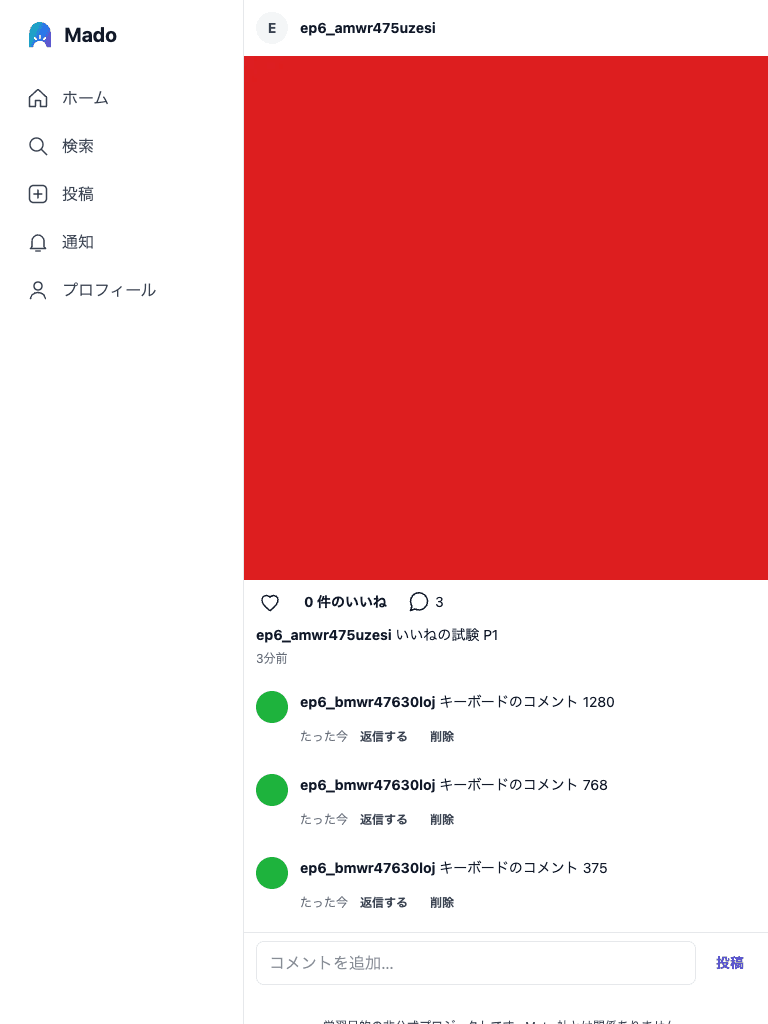 Mado
ホーム
検索
投稿
通知
プロフィール
E ep6_amwr475uzesi
0 件のいいね 3
ep6_amwr475uzesi いいねの試験 P1
3分前
ep6_bmwr47630loj キーボードのコメント 1280
たった今 返信する 削除
ep6_bmwr47630loj キーボードのコメント 768
たった今 返信する 削除
ep6_bmwr47630loj キーボードのコメント 375
たった今 返信する 削除
コメントを追加... 投稿